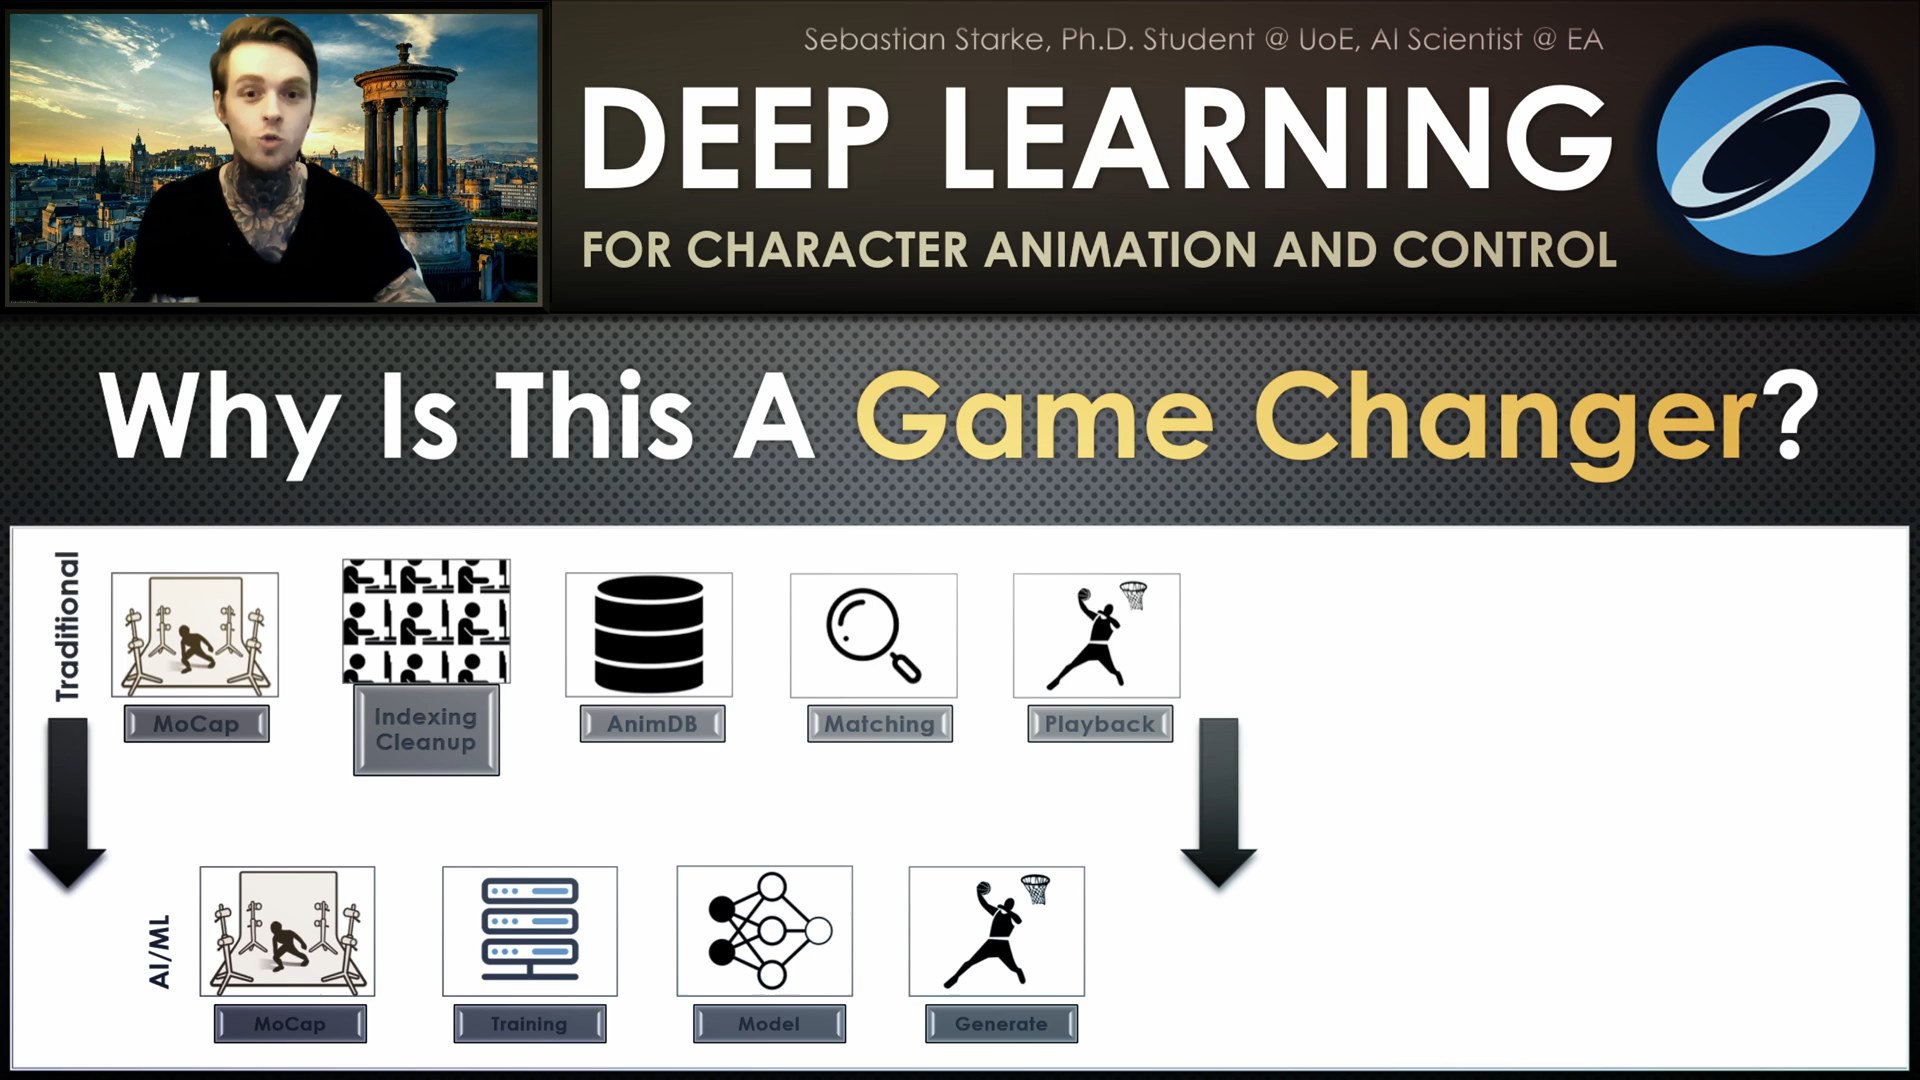 Sebastian Starke, Ph.D. Student @ UoE, AI Scientist @ EA
DEEP LEARNING
FOR CHARACTER ANIMATION AND CONTROL
Why Is This A Game Changer?
Traditional
MoCap
Indexing
Cleanup
AnimDB
Matching
Playback
AI/ML
MoCap
Training
Model
Generate